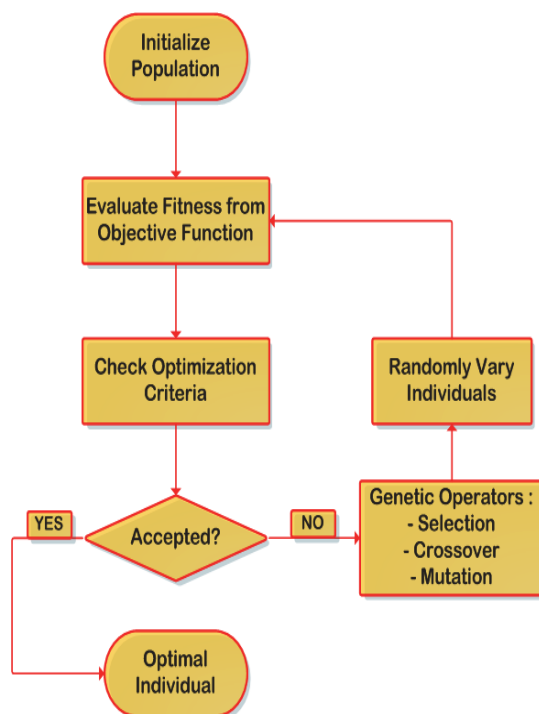 Initialize
Population
Evaluate Fitness from
Objective Function
Check Optimization
Criteria
Randomly Vary
Individuals
YES
Accepted?
NO
Genetic Operators :
- Selection
- Crossover
- Mutation
Optimal
Individual